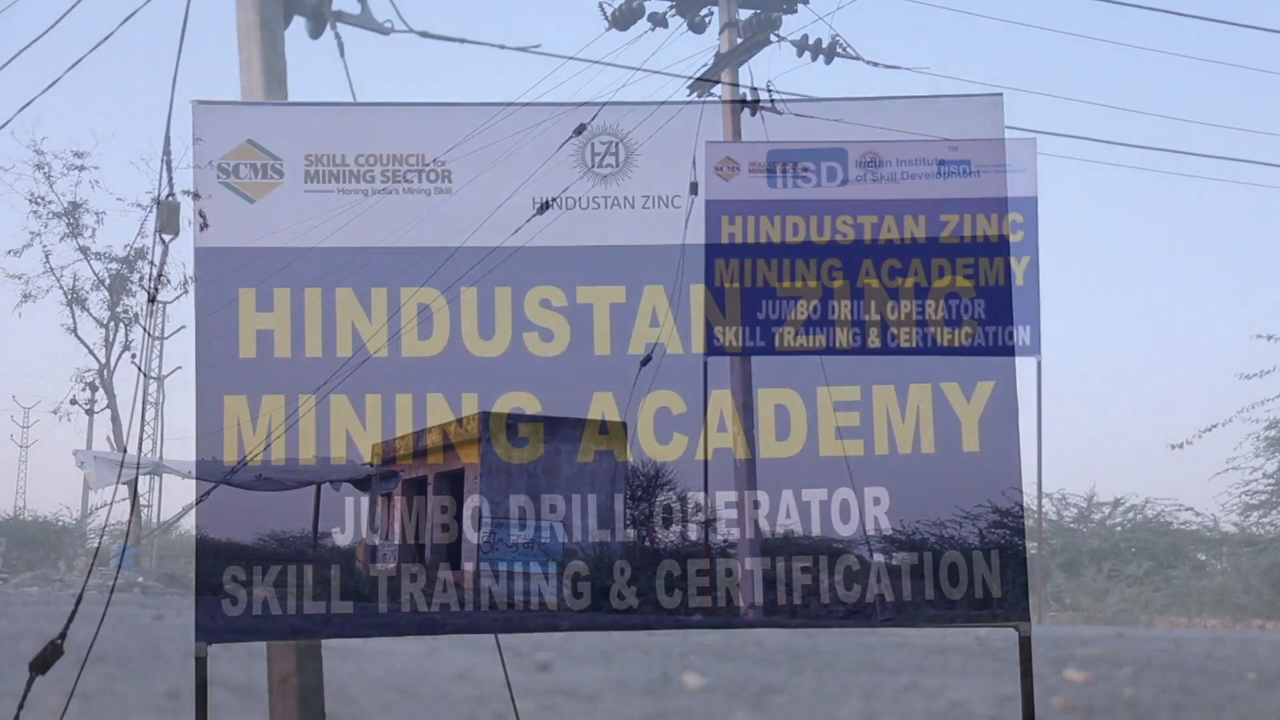 SCMS
SKILL COUNCIL for
MINING SECTOR
Honing India's Mining Skill
HZ
HINDUSTAN ZINC
HINDUSTAN ZINC
MINING ACADEMY
JUMBO DRILL OPERATOR
SKILL TRAINING & CERTIFICATION
SCMS
IISD
Indian Institute
of Skill Development
TM
HINDUSTAN ZINC
MINING ACADEMY
JUMBO DRILL OPERATOR
SKILL TRAINING & CERTIFICATION